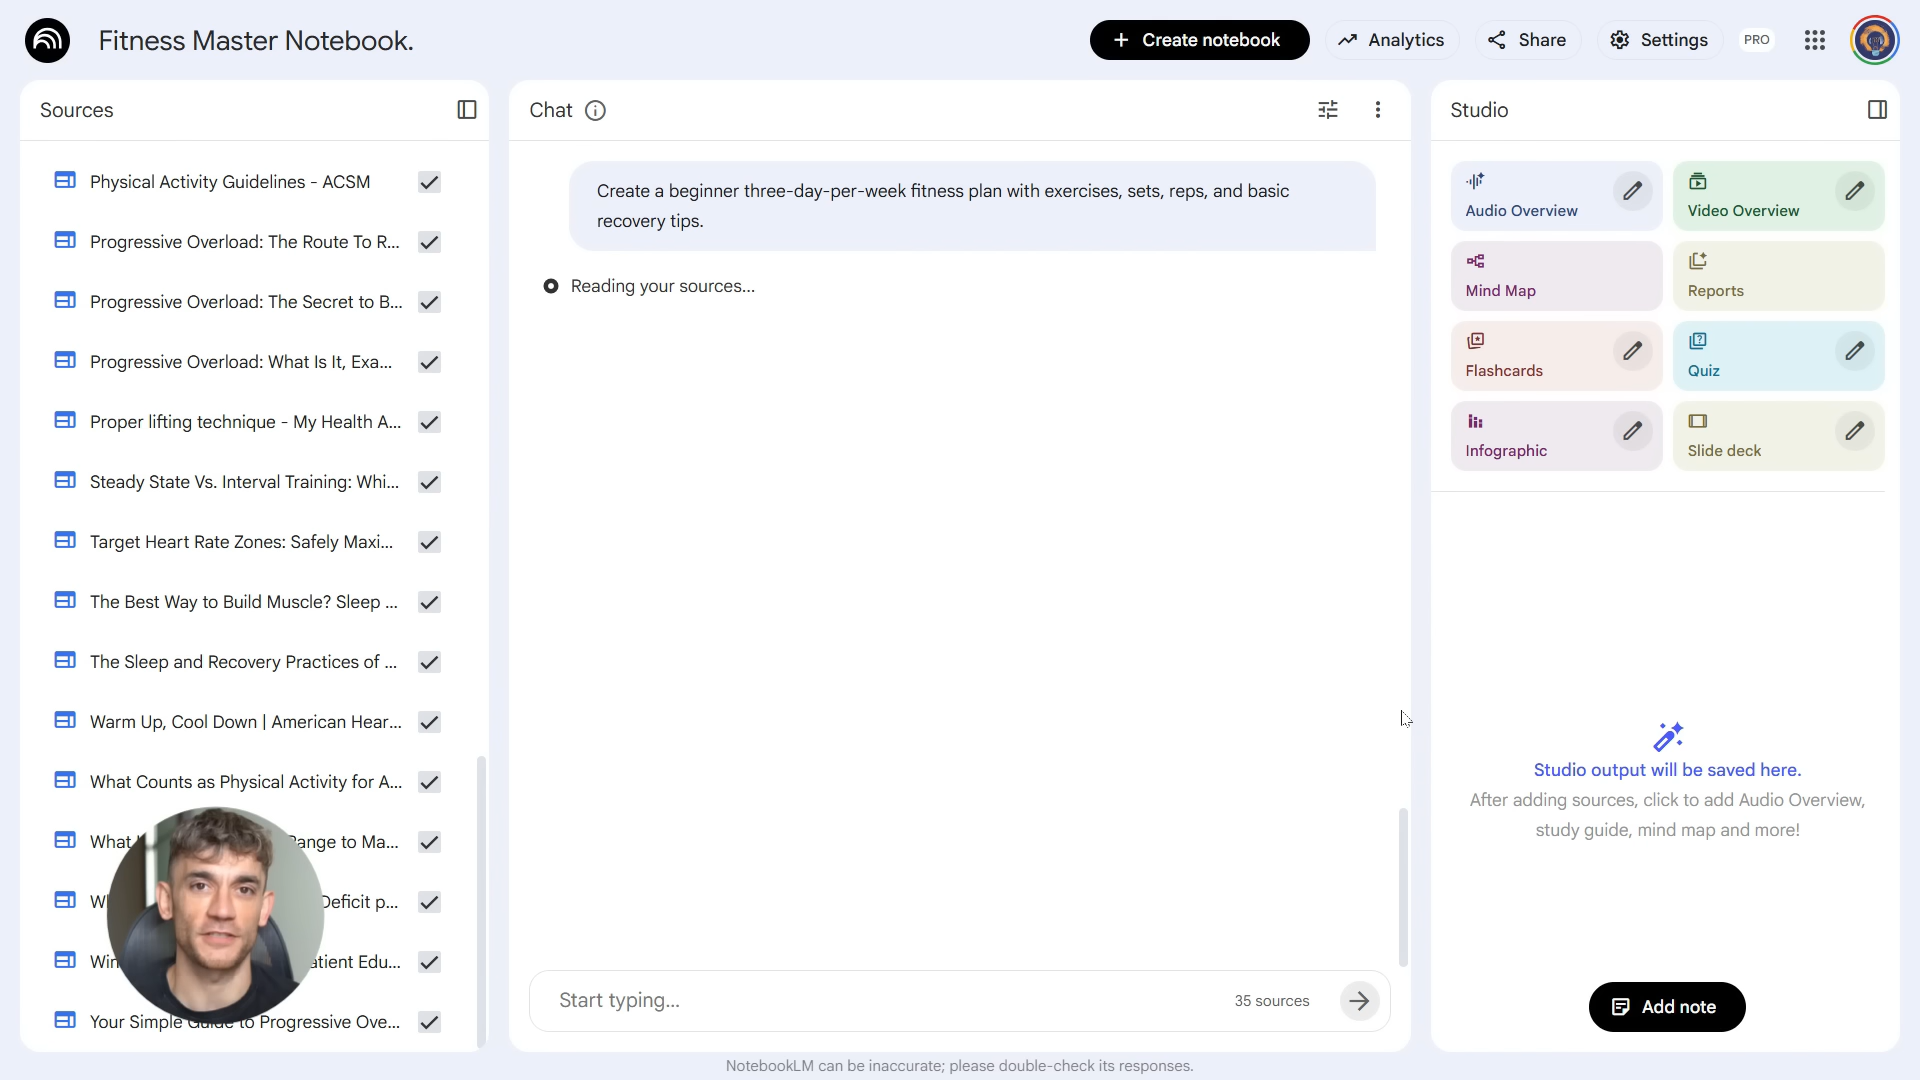 Fitness Master Notebook.
Create notebook
Analytics
Share
Settings
PRO
Sources
Physical Activity Guidelines - ACSM
Progressive Overload: The Route To R...
Progressive Overload: The Secret to B...
Progressive Overload: What Is It, Exa...
Proper lifting technique - My Health A...
Steady State Vs. Interval Training: Whi...
Target Heart Rate Zones: Safely Maxi...
The Best Way to Build Muscle? Sleep ...
The Sleep and Recovery Practices of ...
Warm Up, Cool Down | American Hear...
What Counts as Physical Activity for A...
What Range to Ma...
Deficit p...
Edu...
Your Simple Guide to Progressive Ove...
Chat
Create a beginner three-day-per-week fitness plan with exercises, sets, reps, and basic
recovery tips.
Reading your sources...
Start typing...
35 sources
NotebookLM can be inaccurate; please double-check its responses.
Studio
Audio Overview
Video Overview
Mind Map
Reports
Flashcards
Quiz
Infographic
Slide deck
Studio output will be saved here.
After adding sources, click to add Audio Overview,
study guide, mind map and more!
Add note